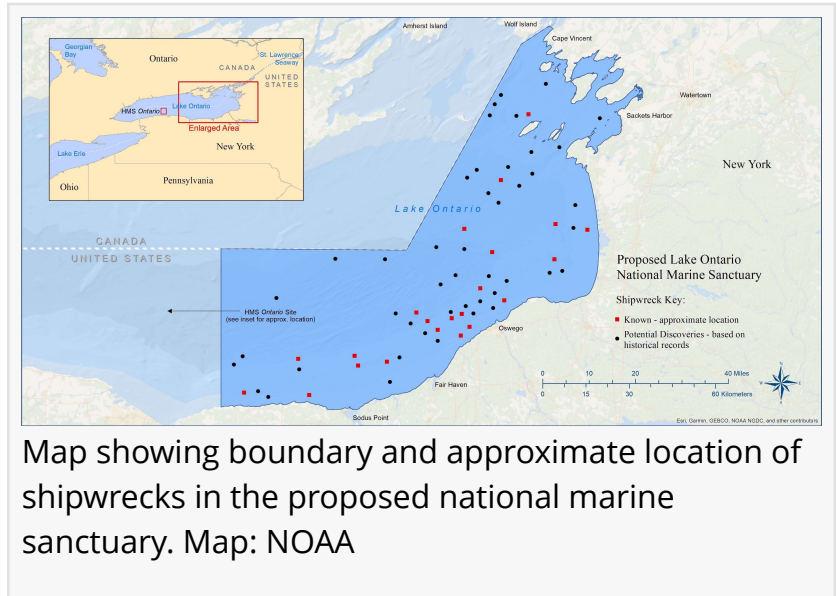 Amherst Island
Wolf Island
Cape Vincent
Georgian
Bay
Ontario
CANADA
UNITED
STATES
St. Lawrence
Seaway
HMS Ontario
Lake Ontario
Enlarged Area
Lake Erie
New York
Ohio
Pennsylvania
Watertown
Sackets Harbor
New York
Lake Ontario
CANADA
UNITED STATES
HMS Ontario Site
(see inset for approx. location)
Proposed Lake Ontario
National Marine Sanctuary
Shipwreck Key:
Known - approximate location
Potential Discoveries - based on
historical records
Oswego
Fair Haven
Sodus Point
0 10 20 40 Miles
0 15 30 60 Kilometers
N
E
S
W
Esri, Garmin, GEBCO, NOAA NGDC, and other contributors
Map showing boundary and approximate location of
shipwrecks in the proposed national marine
sanctuary. Map: NOAA